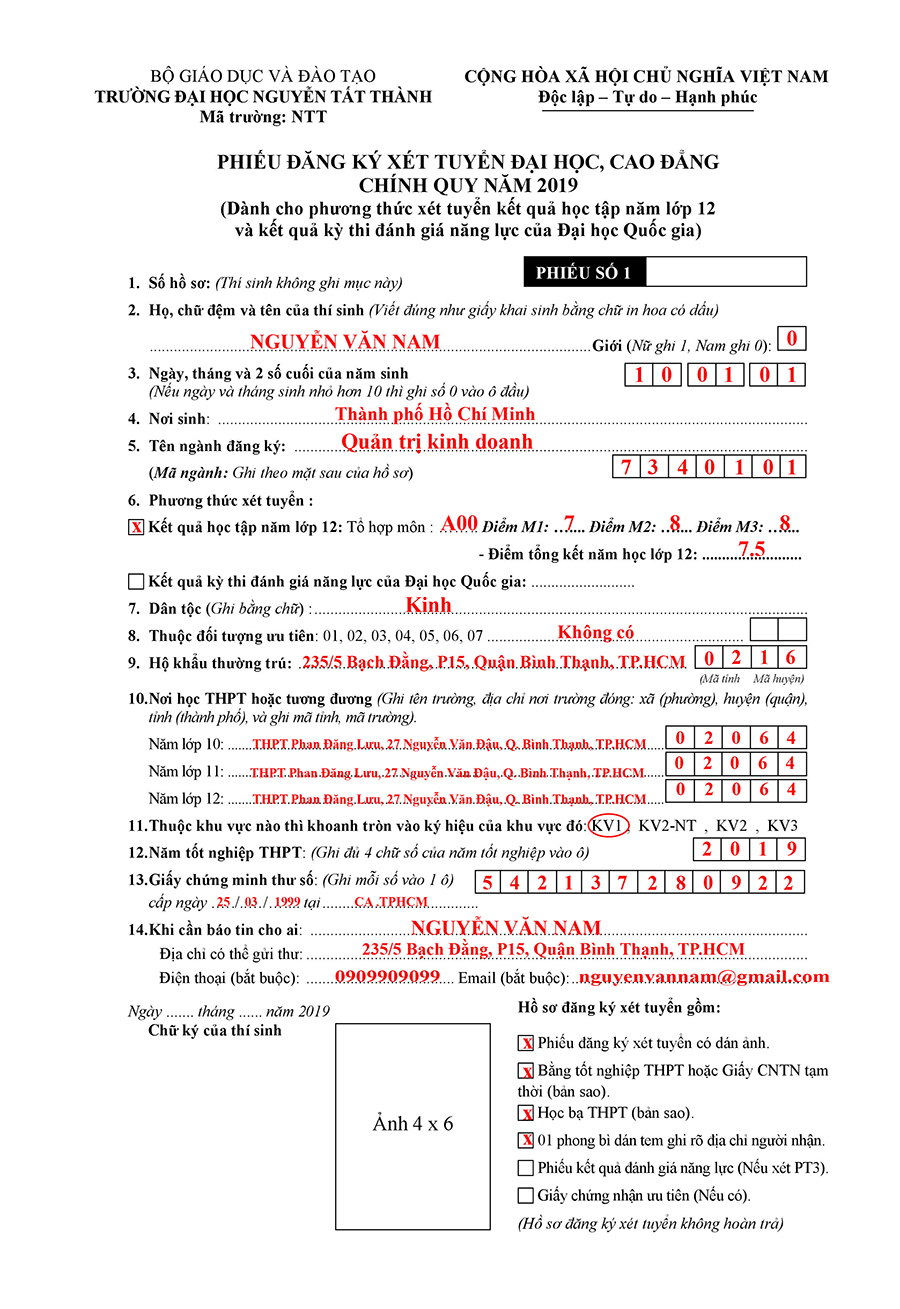 BỘ GIÁO DỤC VÀ ĐÀO TẠO
TRƯỜNG ĐẠI HỌC NGUYỄN TẤT THÀNH
Mã trường: NTT
CỘNG HÒA XÃ HỘI CHỦ NGHĨA VIỆT NAM
Độc lập – Tự do – Hạnh phúc
PHIẾU ĐĂNG KÝ XÉT TUYỂN ĐẠI HỌC, CAO ĐẲNG
CHÍNH QUY NĂM 2019
(Dành cho phương thức xét tuyển kết quả học tập năm lớp 12
và kết quả kỳ thi đánh giá năng lực của Đại học Quốc gia)
PHIẾU SỐ 1
1. Số hồ sơ: (Thí sinh không ghi mục này)
2. Họ, chữ đệm và tên của thí sinh (Viết đúng như giấy khai sinh bằng chữ in hoa có dấu)
NGUYỄN VĂN NAM Giới (Nữ ghi 1, Nam ghi 0): 0
3. Ngày, tháng và 2 số cuối của năm sinh 1 0 0 1 0 1
(Nếu ngày và tháng sinh nhỏ hơn 10 thì ghi số 0 vào ô đầu)
4. Nơi sinh: Thành phố Hồ Chí Minh
5. Tên ngành đăng ký: Quản trị kinh doanh
(Mã ngành: Ghi theo mặt sau của hồ sơ) 7 3 4 0 1 0 1
6. Phương thức xét tuyển :
X Kết quả học tập năm lớp 12: Tổ hợp môn : A00 Điểm M1: 7 Điểm M2: 8 Điểm M3: 8
- Điểm tổng kết năm học lớp 12: 7.5
Kết quả kỳ thi đánh giá năng lực của Đại học Quốc gia:
7. Dân tộc (Ghi bằng chữ) : Kinh
8. Thuộc đối tượng ưu tiên: 01, 02, 03, 04, 05, 06, 07 Không có
9. Hộ khẩu thường trú: 235/5 Bạch Đằng, P15, Quận Bình Thạnh, TP.HCM 0 2 1 6
(Mã tỉnh Mã huyện)
10. Nơi học THPT hoặc tương đương (Ghi tên trường, địa chỉ nơi trường đóng: xã (phường), huyện (quận),
tỉnh (thành phố), và ghi mã tỉnh, mã trường).
Năm lớp 10: THPT Phan Đăng Lưu, 27 Nguyễn Văn Đậu, Q. Bình Thạnh, TP.HCM 0 2 0 6 4
Năm lớp 11: THPT Phan Đăng Lưu, 27 Nguyễn Văn Đậu, Q. Bình Thạnh, TP.HCM 0 2 0 6 4
Năm lớp 12: THPT Phan Đăng Lưu, 27 Nguyễn Văn Đậu, Q. Bình Thạnh, TP.HCM 0 2 0 6 4
11. Thuộc khu vực nào thì khoanh tròn vào ký hiệu của khu vực đó: KV1 , KV2-NT , KV2 , KV3
12. Năm tốt nghiệp THPT: (Ghi đủ 4 chữ số của năm tốt nghiệp vào ô) 2 0 1 9
13. Giấy chứng minh thư số: (Ghi mỗi số vào 1 ô) 5 4 2 1 3 7 2 8 0 9 2 2
cấp ngày 25 / 03 / 1999 tại CA .TPHCM
14. Khi cần báo tin cho ai: NGUYỄN VĂN NAM
Địa chỉ có thể gửi thư: 235/5 Bạch Đằng, P15, Quận Bình Thạnh, TP.HCM
Điện thoại (bắt buộc): 0909909099 Email (bắt buộc): nguyenvannam@gmail.com
Ngày ....... tháng ...... năm 2019
Chữ ký của thí sinh
Ảnh 4 x 6
Hồ sơ đăng ký xét tuyển gồm:
X Phiếu đăng ký xét tuyển có dán ảnh.
X Bằng tốt nghiệp THPT hoặc Giấy CNTN tạm
thời (bản sao).
X Học bạ THPT (bản sao).
X 01 phong bì dán tem ghi rõ địa chỉ người nhận.
Phiếu kết quả đánh giá năng lực (Nếu xét PT3).
Giấy chứng nhận ưu tiên (Nếu có).
(Hồ sơ đăng ký xét tuyển không hoàn trả)